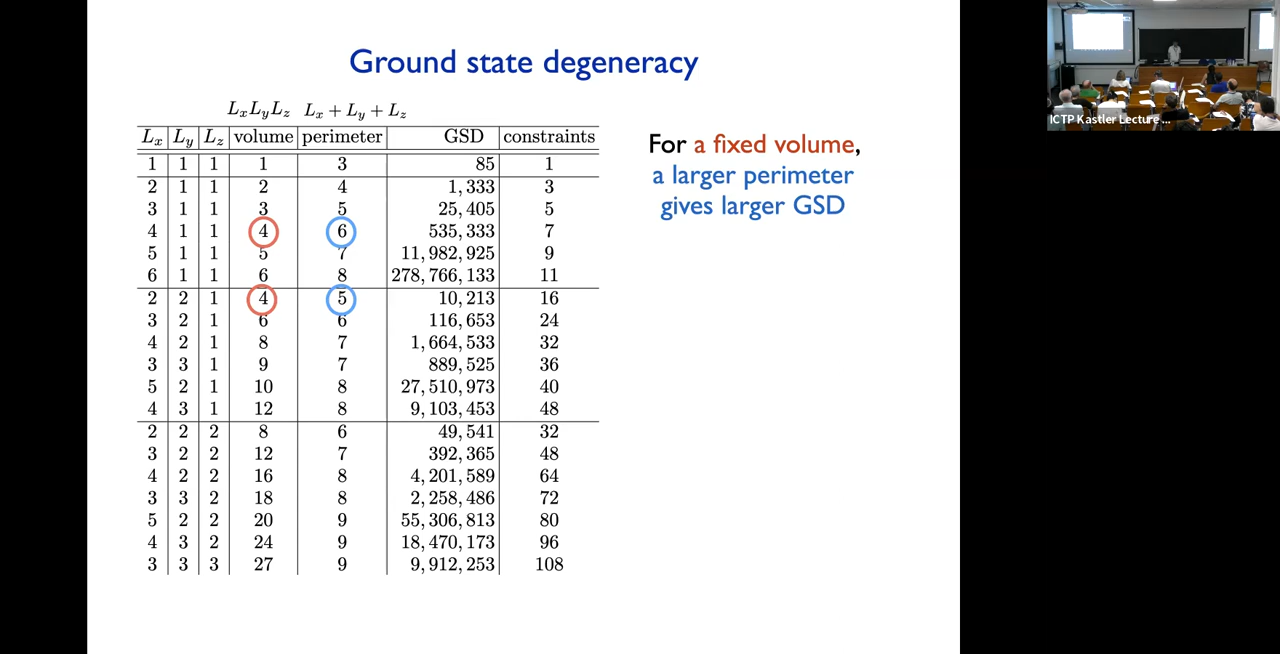 Ground state degeneracy
LxLyLz Lx + Ly + Lz
Lx Ly Lz volume perimeter GSD constraints
1 1 1 1 3 85 1
2 1 1 2 4 1,333 3
3 1 1 3 5 25,405 5
4 1 1 4 6 535,333 7
5 1 1 5 7 11,982,925 9
6 1 1 6 8 278,766,133 11
2 2 1 4 5 10,213 16
3 2 1 6 6 116,653 24
4 2 1 8 7 1,664,533 32
3 3 1 9 7 889,525 36
5 2 1 10 8 27,510,973 40
4 3 1 12 8 9,103,453 48
2 2 2 8 6 49,541 32
3 2 2 12 7 392,365 48
4 2 2 16 8 4,201,589 64
3 3 2 18 8 2,258,486 72
5 2 2 20 9 55,306,813 80
4 3 2 24 9 18,470,173 96
3 3 3 27 9 9,912,253 108
For a fixed volume,
a larger perimeter
gives larger GSD
ICTP Kastler Lecture ...